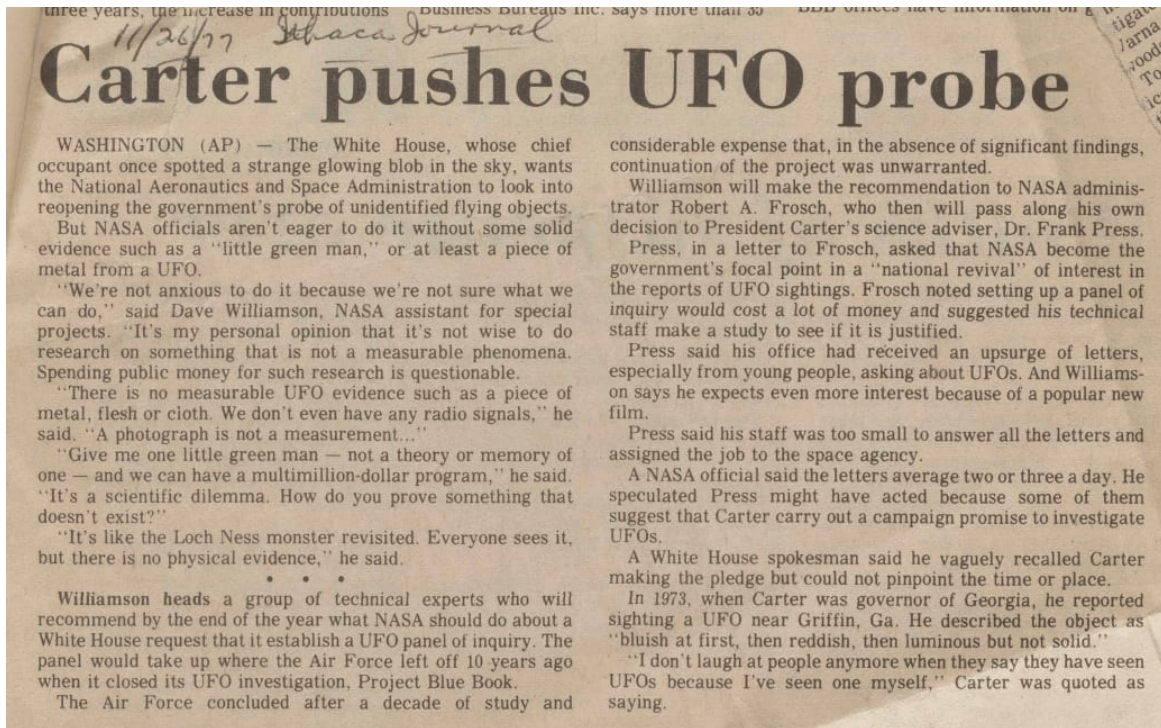 three years, the increase in contributions
Business Bureaus Inc. says more than 35
BBB offices have information on
11/26/77 Ithaca Journal
Carter pushes UFO probe
WASHINGTON (AP) — The White House, whose chief
occupant once spotted a strange glowing blob in the sky, wants
the National Aeronautics and Space Administration to look into
reopening the government's probe of unidentified flying objects.
But NASA officials aren't eager to do it without some solid
evidence such as a "little green man," or at least a piece of
metal from a UFO.
"We're not anxious to do it because we're not sure what we
can do," said Dave Williamson, NASA assistant for special
projects. "It's my personal opinion that it's not wise to do
research on something that is not a measurable phenomena.
Spending public money for such research is questionable.
"There is no measurable UFO evidence such as a piece of
metal, flesh or cloth. We don't even have any radio signals," he
said. "A photograph is not a measurement..."
"Give me one little green man — not a theory or memory of
one — and we can have a multimillion-dollar program," he said.
"It's a scientific dilemma. How do you prove something that
doesn't exist?"
"It's like the Loch Ness monster revisited. Everyone sees it,
but there is no physical evidence," he said.
• • •
Williamson heads a group of technical experts who will
recommend by the end of the year what NASA should do about a
White House request that it establish a UFO panel of inquiry. The
panel would take up where the Air Force left off 10 years ago
when it closed its UFO investigation, Project Blue Book.
The Air Force concluded after a decade of study and
considerable expense that, in the absence of significant findings,
continuation of the project was unwarranted.
Williamson will make the recommendation to NASA adminis-
trator Robert A. Frosch, who then will pass along his own
decision to President Carter's science adviser, Dr. Frank Press.
Press, in a letter to Frosch, asked that NASA become the
government's focal point in a "national revival" of interest in
the reports of UFO sightings. Frosch noted setting up a panel of
inquiry would cost a lot of money and suggested his technical
staff make a study to see if it is justified.
Press said his office had received an upsurge of letters,
especially from young people, asking about UFOs. And Williams-
on says he expects even more interest because of a popular new
film.
Press said his staff was too small to answer all the letters and
assigned the job to the space agency.
A NASA official said the letters average two or three a day. He
speculated Press might have acted because some of them
suggest that Carter carry out a campaign promise to investigate
UFOs.
A White House spokesman said he vaguely recalled Carter
making the pledge but could not pinpoint the time or place.
In 1973, when Carter was governor of Georgia, he reported
sighting a UFO near Griffin, Ga. He described the object as
"bluish at first, then reddish, then luminous but not solid."
"I don't laugh at people anymore when they say they have seen
UFOs because I've seen one myself," Carter was quoted as
saying.